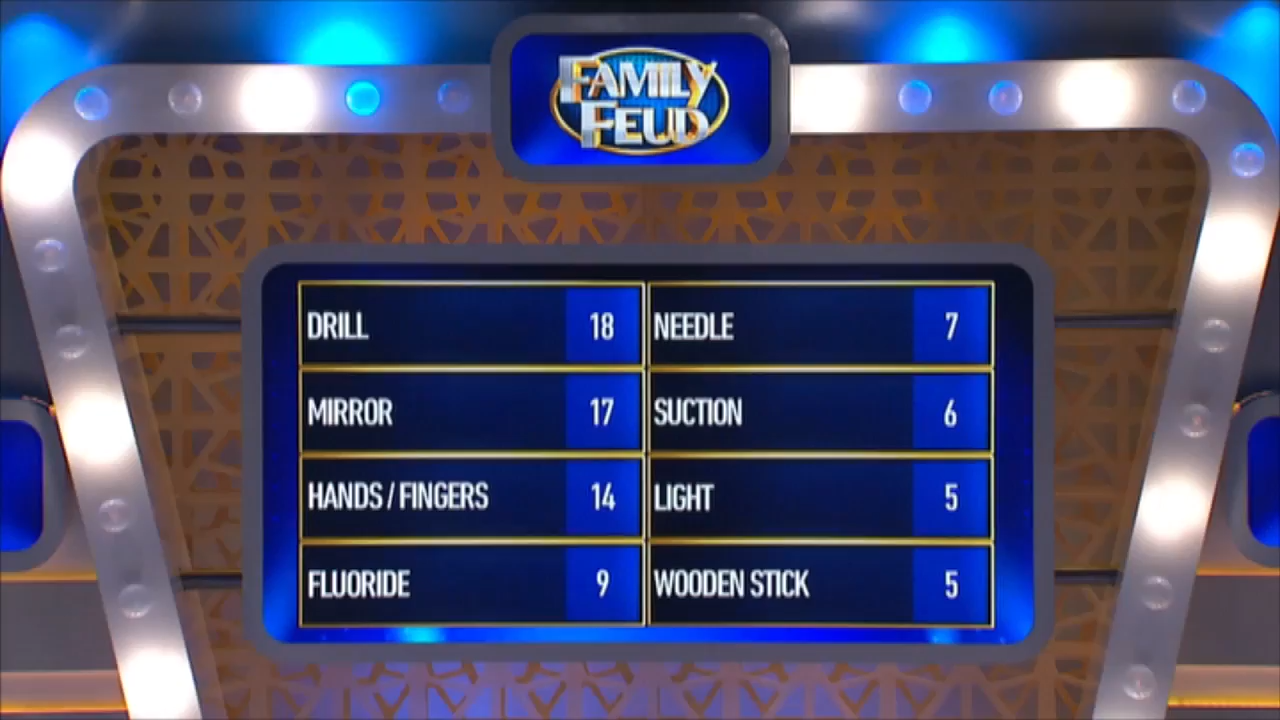 FAMILY
FEUD
DRILL 18
MIRROR 17
HANDS / FINGERS 14
FLUORIDE 9
NEEDLE 7
SUCTION 6
LIGHT 5
WOODEN STICK 5